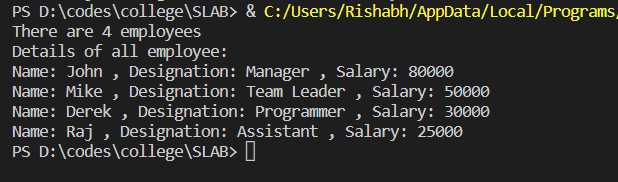 PS D:\codes\college\SLAB> & C:/Users/Rishabh/AppData/Local/Programs/
There are 4 employees
Details of all employee:
Name: John , Designation: Manager , Salary: 80000
Name: Mike , Designation: Team Leader , Salary: 50000
Name: Derek , Designation: Programmer , Salary: 30000
Name: Raj , Designation: Assistant , Salary: 25000
PS D:\codes\college\SLAB>